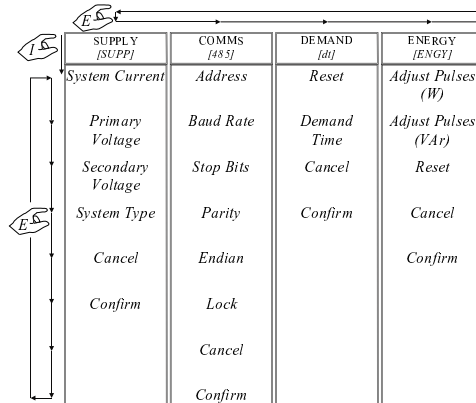 E
I
SUPPLY
[SUPP]
COMMS
[485]
DEMAND
[dt]
ENERGY
[ENGY]
System Current
Primary
Voltage
Secondary
Voltage
System Type
Cancel
Confirm
Address
Baud Rate
Stop Bits
Parity
Endian
Lock
Cancel
Confirm
Reset
Demand
Time
Cancel
Confirm
Adjust Pulses
(W)
Adjust Pulses
(VAr)
Reset
Cancel
Confirm
E